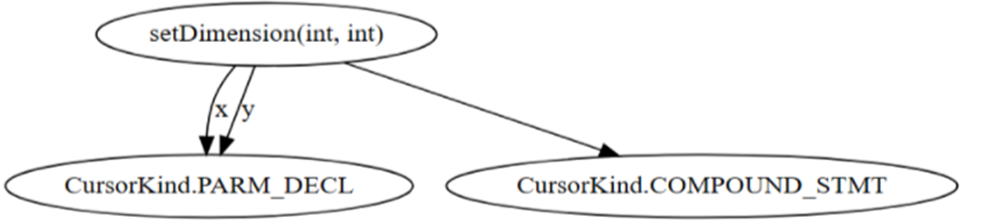 setDimension(int, int)
x y
CursorKind.PARM_DECL
CursorKind.COMPOUND_STMT